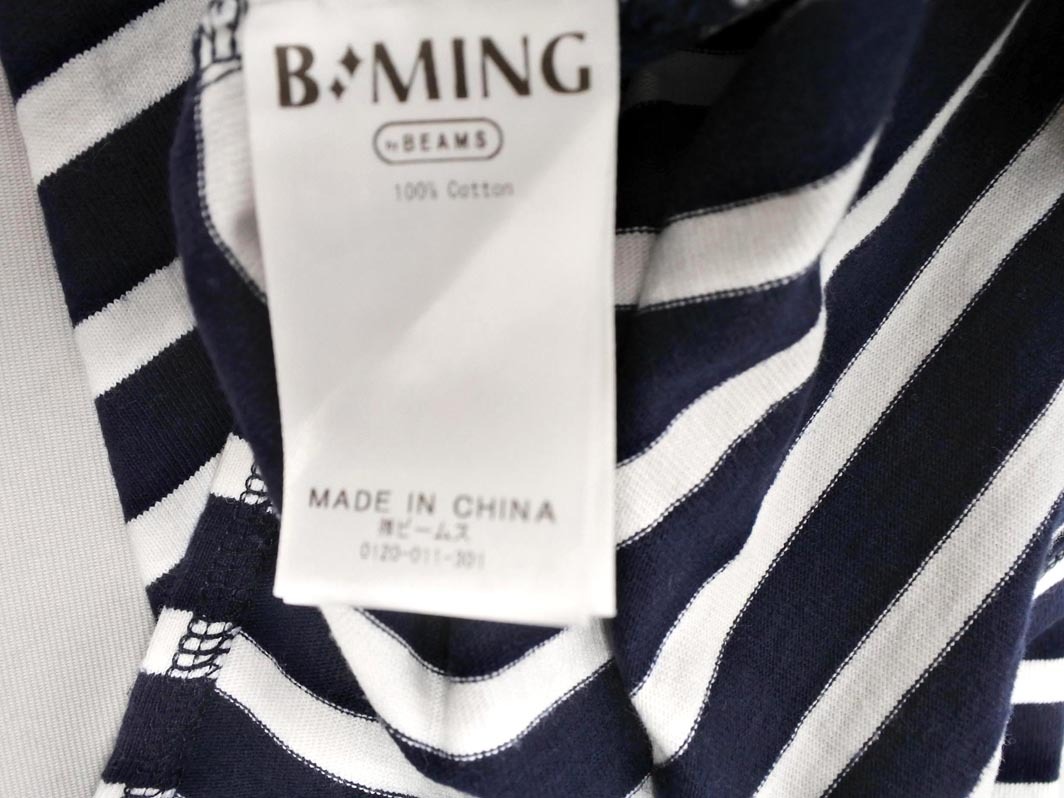 B:MING
by BEAMS
100% Cotton
MADE IN CHINA
㈱ビームス
0120-011-301